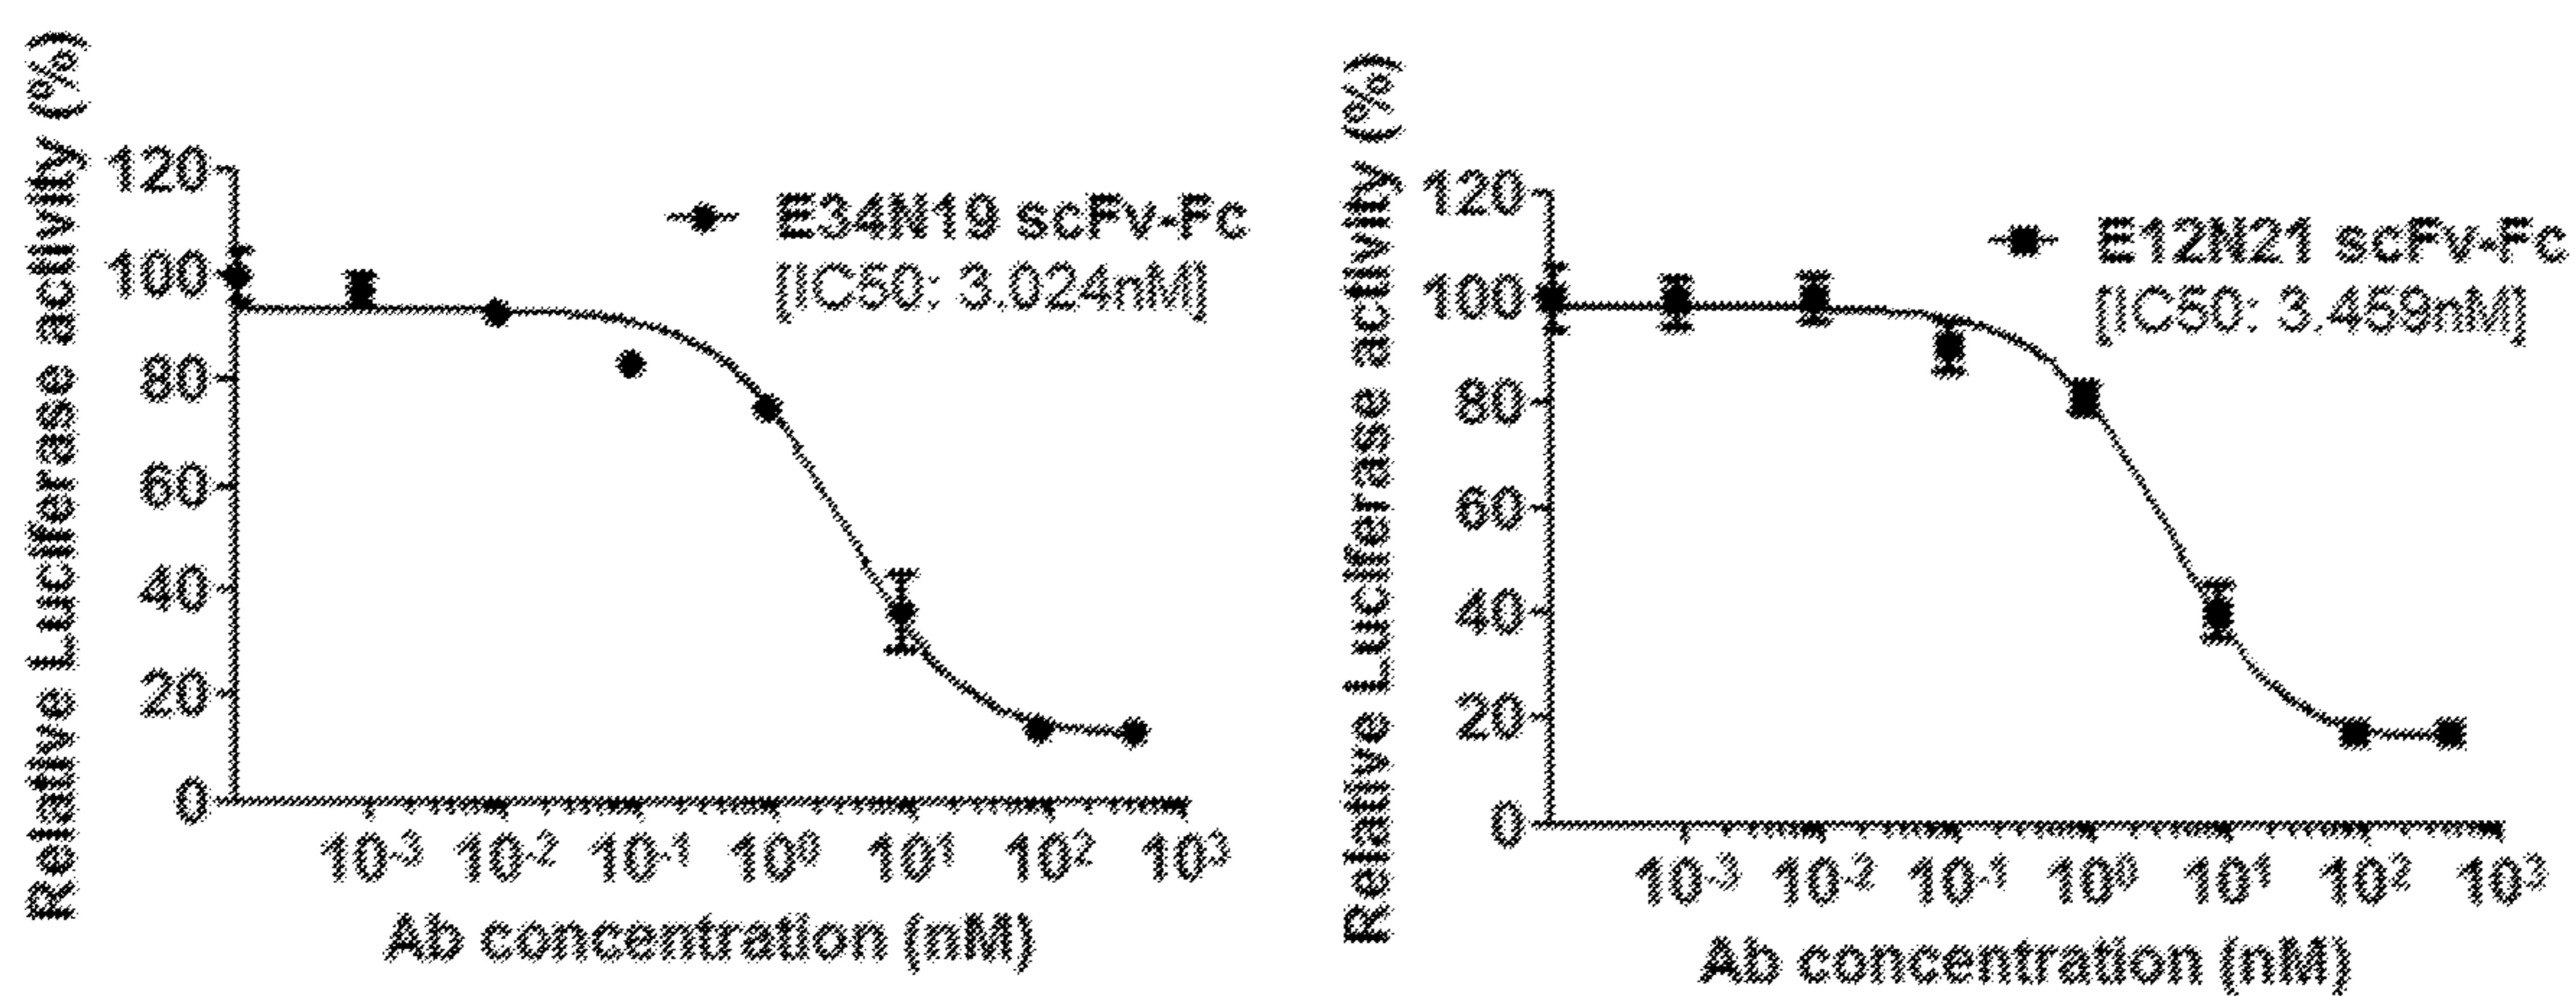 Relative Luciferase activity (%)
120
100
80
60
40
20
0
E34N19 scFv-Fc
[IC50: 3.024nM]
10-3 10-2 10-1 100 101 102 103
Ab concentration (nM)
Relative Luciferase activity (%)
120
100
80
60
40
20
0
E12N21 scFv-Fc
[IC50: 3.459nM]
10-3 10-2 10-1 100 101 102 103
Ab concentration (nM)